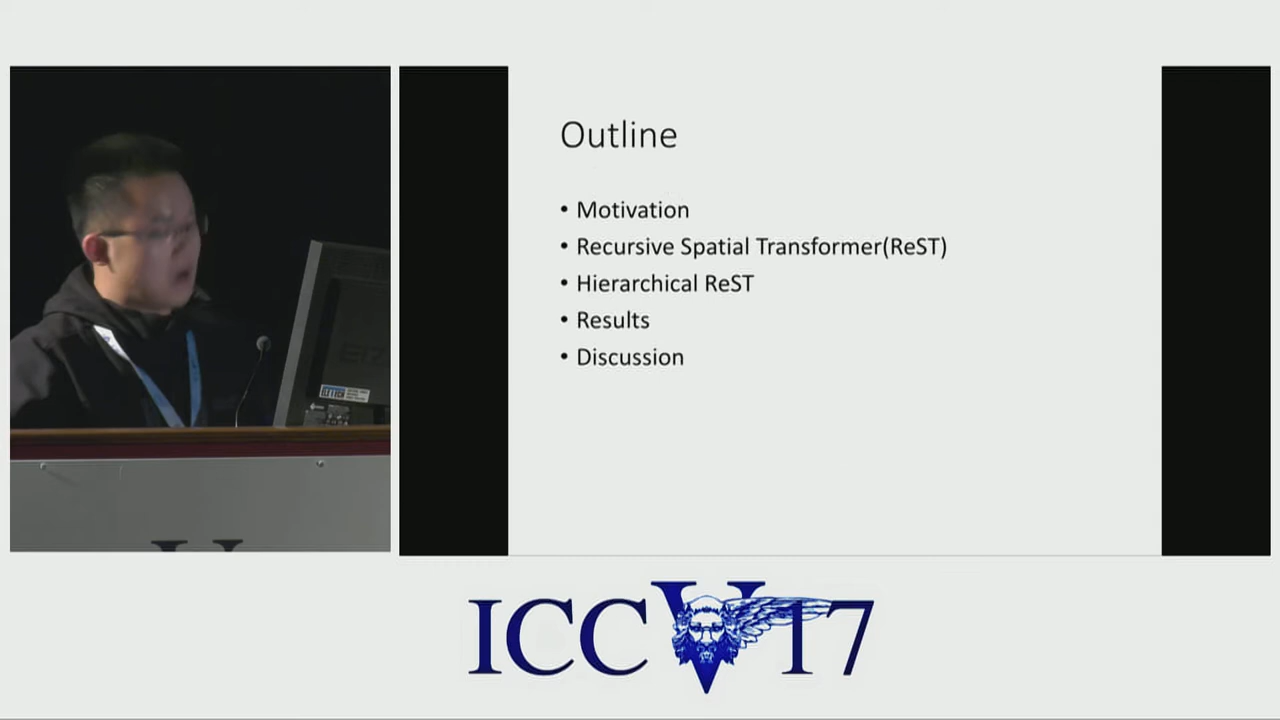 Outline
• Motivation
• Recursive Spatial Transformer(ReST)
• Hierarchical ReST
• Results
• Discussion
ICCV17